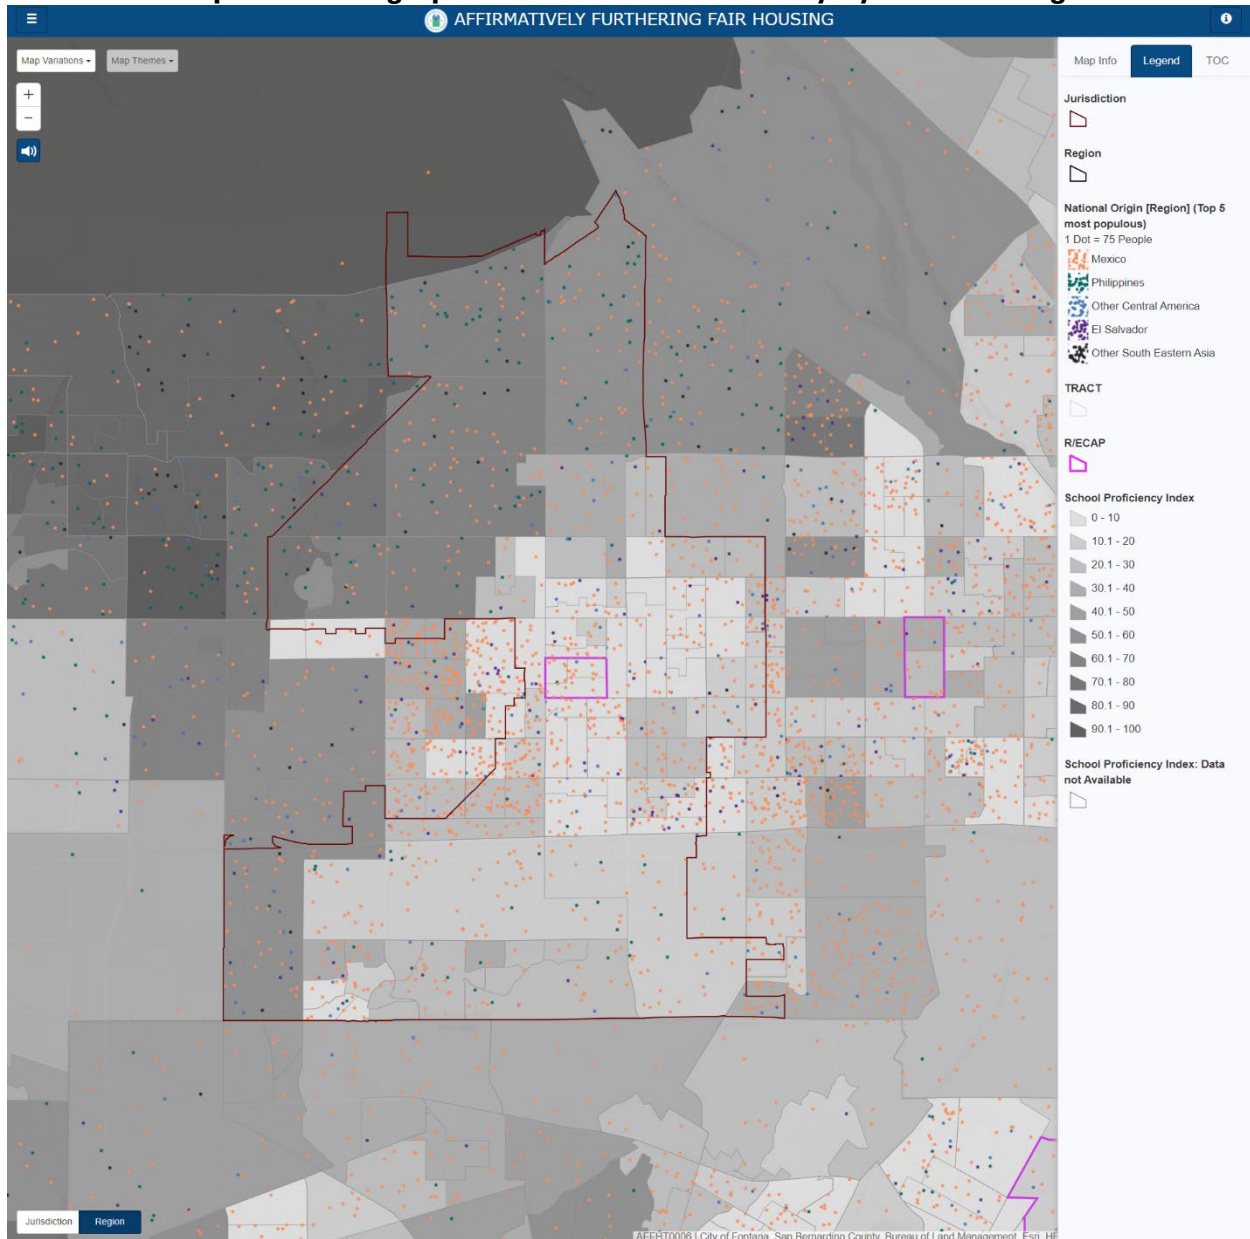 AFFIRMATIVELY FURTHERING FAIR HOUSING
Map Variations
Map Themes
+
−
Map Info
Legend
TOC
Jurisdiction
Region
National Origin [Region] (Top 5
most populous)
1 Dot = 75 People
Mexico
Philippines
Other Central America
El Salvador
Other South Eastern Asia
TRACT
R/ECAP
School Proficiency Index
0 - 10
10.1 - 20
20.1 - 30
30.1 - 40
40.1 - 50
50.1 - 60
60.1 - 70
70.1 - 80
80.1 - 90
90.1 - 100
School Proficiency Index: Data
not Available
Jurisdiction
Region
AFFHT0006 | City of Fontana, San Bernardino County, Bureau of Land Management, Esri, HE